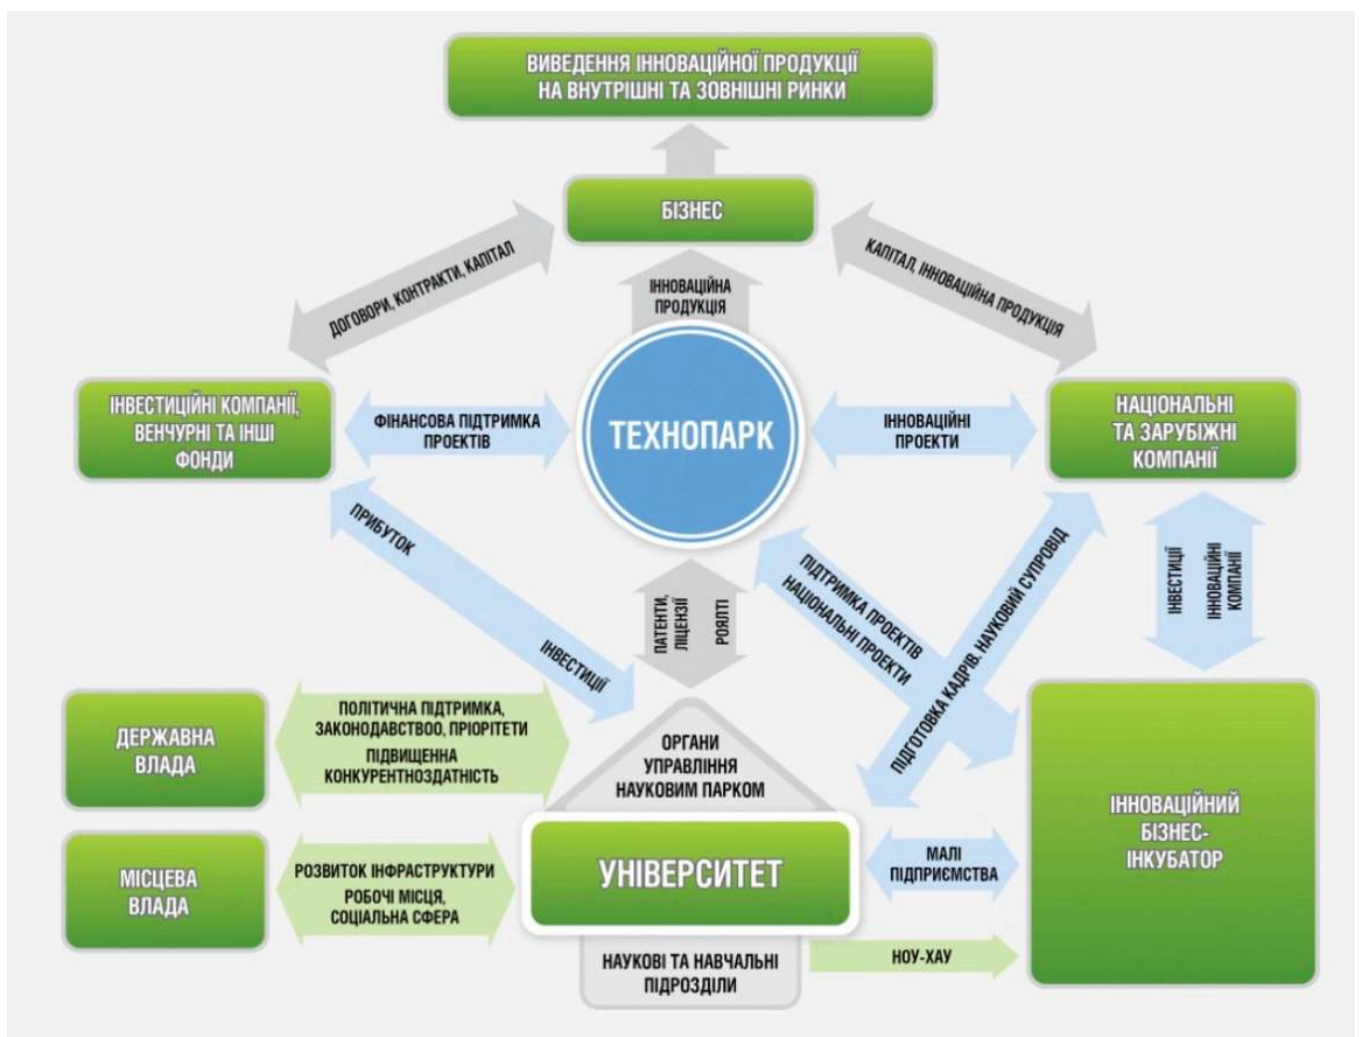 ВИВЕДЕННЯ ІННОВАЦІЙНОЇ ПРОДУКЦІЇ
НА ВНУТРІШНІ ТА ЗОВНІШНІ РИНКИ
БІЗНЕС
ДОГОВОРИ, КОНТРАКТИ, КАПІТАЛ
ІННОВАЦІЙНА
ПРОДУКЦІЯ
КАПІТАЛ, ІННОВАЦІЙНА ПРОДУКЦІЯ
ІНВЕСТИЦІЙНІ КОМПАНІЇ,
ВЕНЧУРНІ ТА ІНШІ
ФОНДИ
ФІНАНСОВА ПІДТРИМКА
ПРОЕКТІВ
ТЕХНОПАРК
ІННОВАЦІЙНІ
ПРОЕКТИ
НАЦІОНАЛЬНІ
ТА ЗАРУБІЖНІ
КОМПАНІЇ
ПРИБУТОК
ІНВЕСТИЦІЇ
ПАТЕНТИ,
ЛІЦЕНЗІЇ
РОЯЛТІ
ПІДТРИМКА ПРОЕКТІВ
НАЦІОНАЛЬНІ ПРОЕКТИ
ПІДГОТОВКА КАДРІВ. НАУКОВИЙ СУПРОВІД
ІНВЕСТИЦІЇ
ІННОВАЦІЙНІ
КОМПАНІЇ
ДЕРЖАВНА
ВЛАДА
ПОЛІТИЧНА ПІДТРИМКА,
ЗАКОНОДАВСТВОО, ПРІОРІТЕТИ
ПІДВИЩЕННА
КОНКУРЕНТНОЗДАТНІСТЬ
ОРГАНИ
УПРАВЛІННЯ
НАУКОВИМ ПАРКОМ
МІСЦЕВА
ВЛАДА
РОЗВИТОК ІНФРАСТРУКТУРИ
РОБОЧІ МІСЦЯ,
СОЦІАЛЬНА СФЕРА
УНІВЕРСИТЕТ
МАЛІ
ПІДПРИЄМСТВА
ІННОВАЦІЙНИЙ
БІЗНЕС-
ІНКУБАТОР
НАУКОВІ ТА НАВЧАЛЬНІ
ПІДРОЗДІЛИ
НОУ-ХАУ